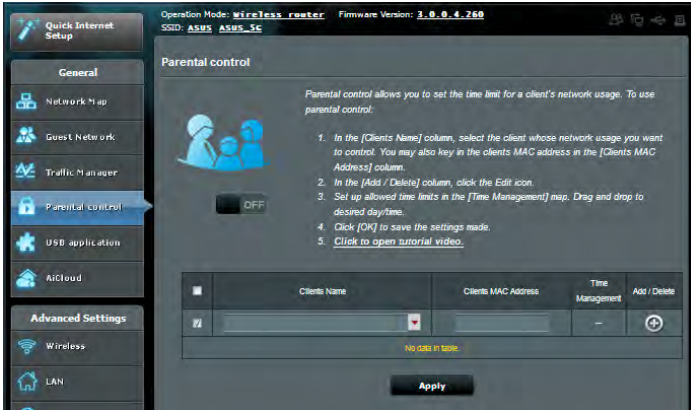 Quick Internet
Setup
Operation Mode: Wireless router Firmware Version: 3.0.0.4.260
SSID: ASUS ASUS_5G
General
Network Map
Guest Network
Traffic Manager
Parental control
USB application
AiCloud
Advanced Settings
Wireless
LAN
Parental control
Parental control allows you to set the time limit for a client's network usage. To use
parental control:
1. In the [Clients Name] column, select the client whose network usage you want
to control. You may also key in the clients MAC address in the [Clients MAC
Address] column.
2. In the [Add / Delete] column, click the Edit icon.
3. Set up allowed time limits in the [Time Management] map. Drag and drop to
desired day/time.
4. Click [OK] to save the settings made.
5. Click to open tutorial video.
OFF
Clients Name
Clients MAC Address
Time
Management
Add / Delete
--
No data in table.
Apply